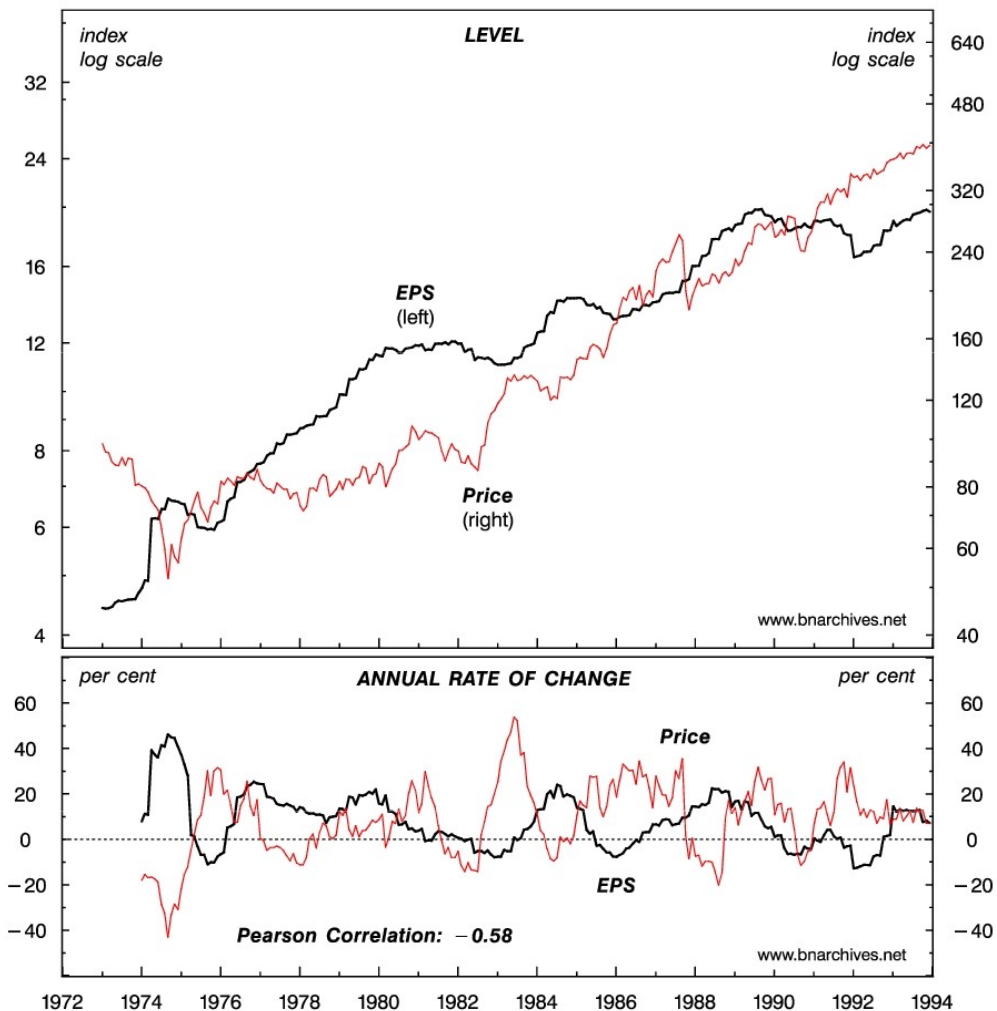 index
log scale
LEVEL
index
log scale
32
24
16
12
8
6
4
640
480
320
240
160
120
80
60
40
EPS
(left)
Price
(right)
www.bnarchives.net
per cent
ANNUAL RATE OF CHANGE
per cent
60
40
20
0
−20
−40
60
40
20
0
−20
−40
Price
EPS
Pearson Correlation: −0.58
www.bnarchives.net
1972 1974 1976 1978 1980 1982 1984 1986 1988 1990 1992 1994